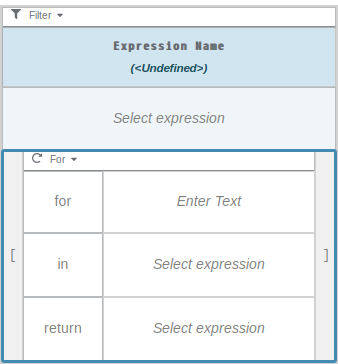 Filter
Expression Name
(<Undefined>)
Select expression
For
for
Enter Text
[
in
Select expression
]
return
Select expression